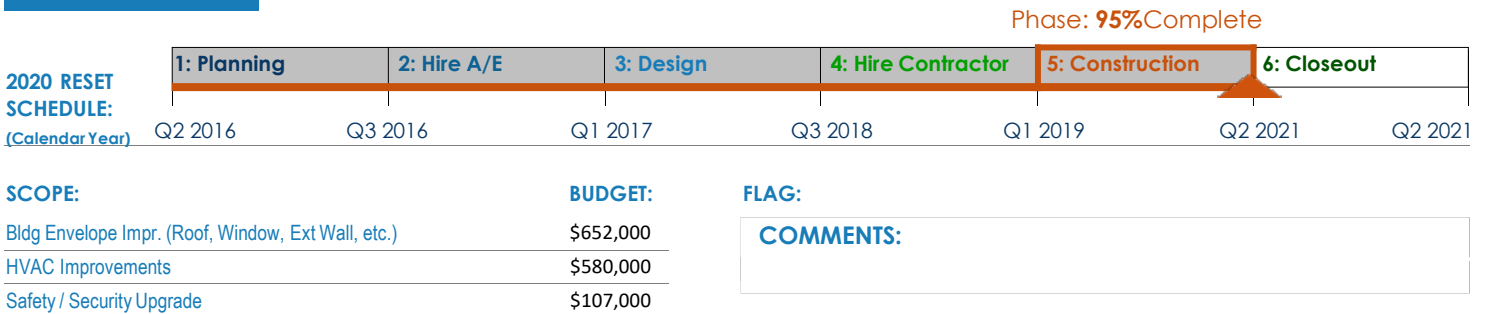 Phase: 95%Complete
1: Planning 2: Hire A/E 3: Design 4: Hire Contractor 5: Construction 6: Closeout
2020 RESET
SCHEDULE:
(Calendar Year) Q2 2016 Q3 2016 Q1 2017 Q3 2018 Q1 2019 Q2 2021 Q2 2021
SCOPE: BUDGET: FLAG:
Bldg Envelope Impr. (Roof, Window, Ext Wall, etc.) $652,000 COMMENTS:
HVAC Improvements $580,000
Safety / Security Upgrade $107,000